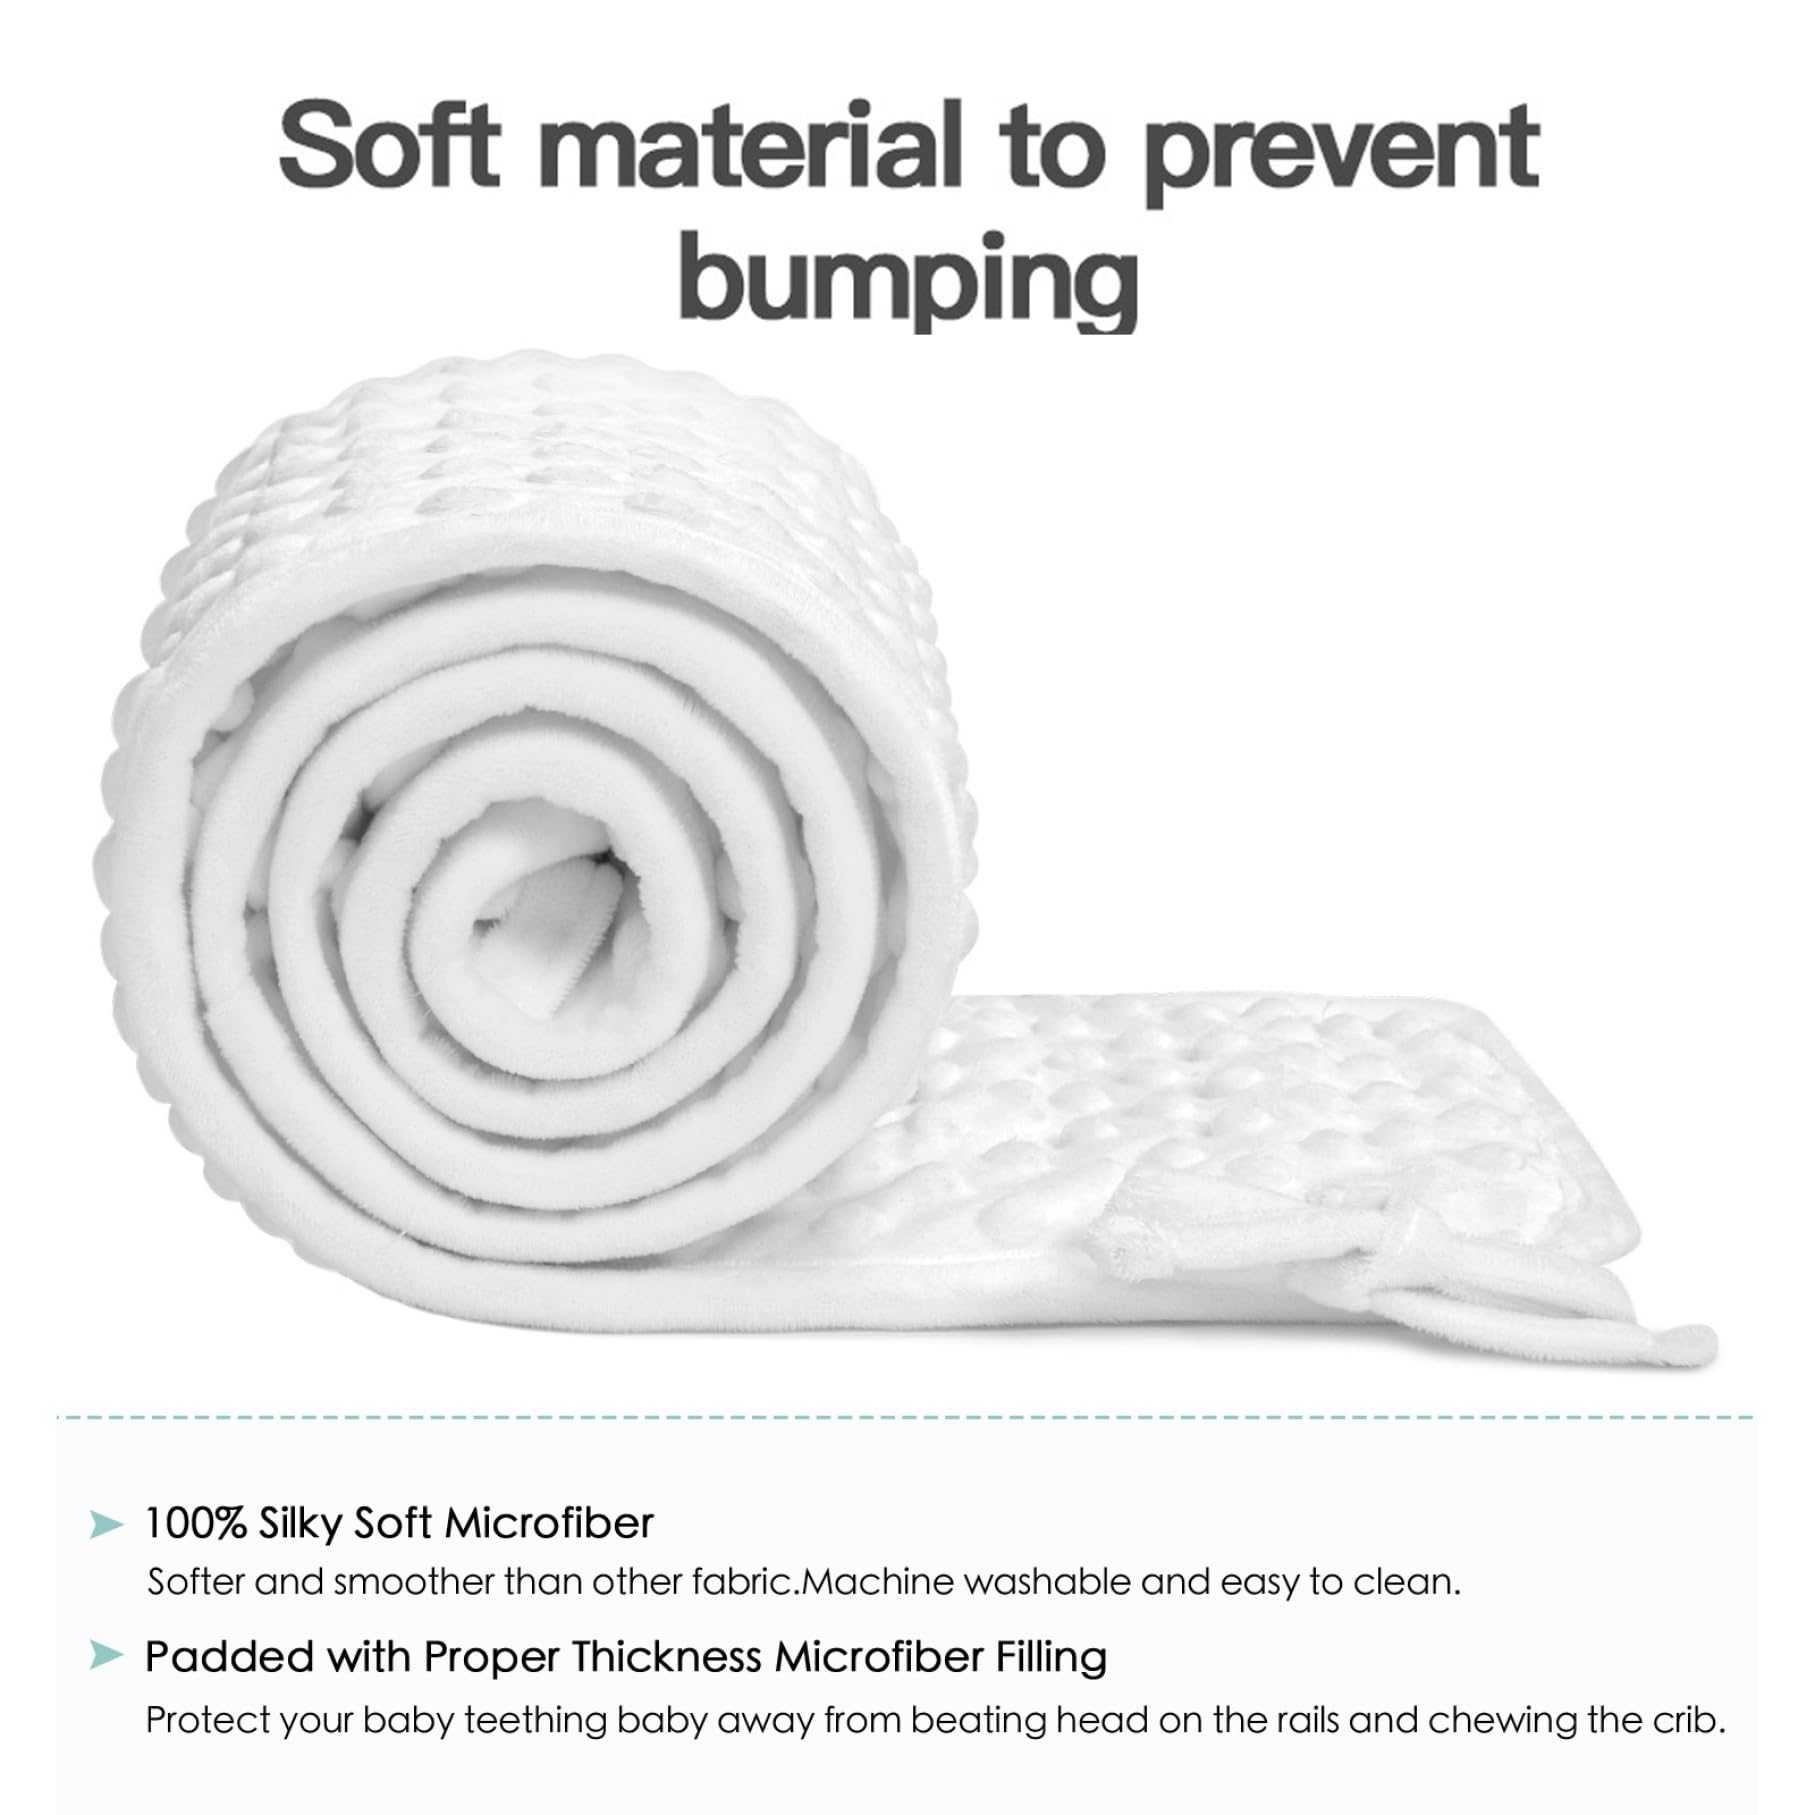 Soft material to prevent
bumping
100% Silky Soft Microfiber
Softer and smoother than other fabric.Machine washable and easy to clean.
Padded with Proper Thickness Microfiber Filling
Protect your baby teething baby away from beating head on the rails and chewing the crib.